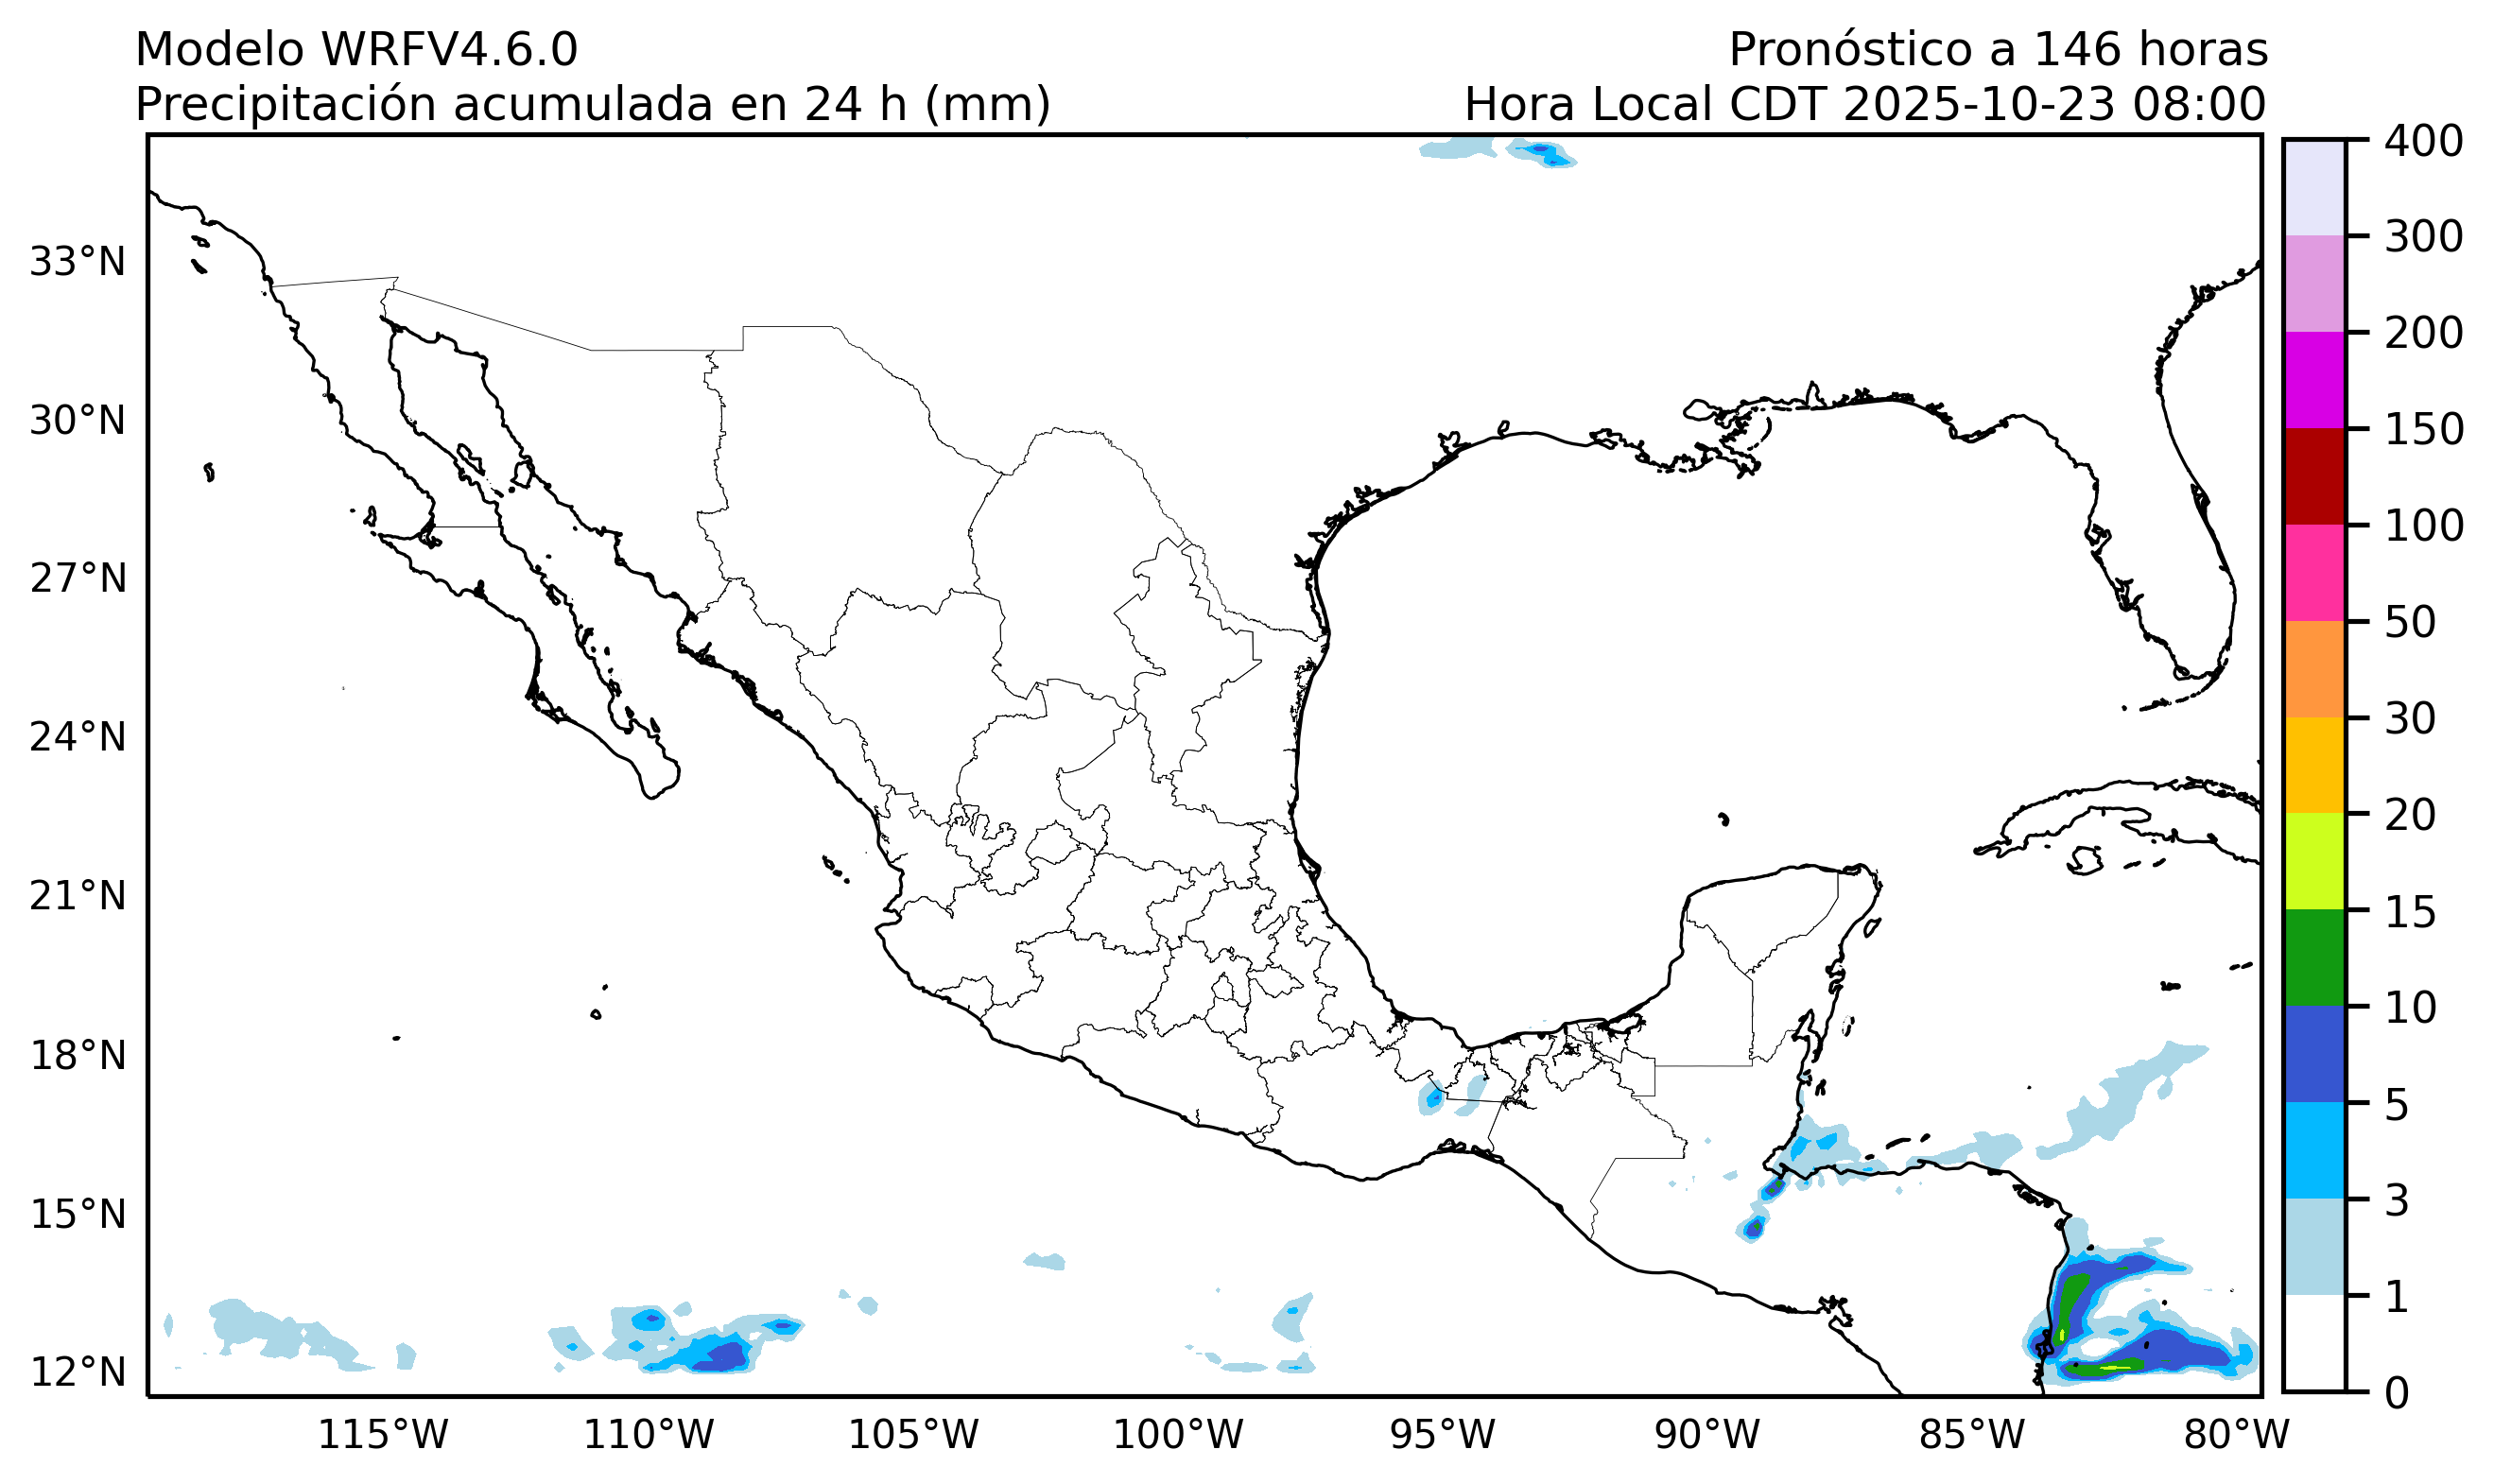 Modelo WRFV4.6.0
Pronóstico a 146 horas
Precipitación acumulada en 24 h (mm)
Hora Local CDT 2025-10-23 08:00
33°N
30°N
27°N
24°N
21°N
18°N
15°N
12°N
115°W
110°W
105°W
100°W
95°W
90°W
85°W
80°W
400
300
200
150
100
50
30
20
15
10
5
3
1
0